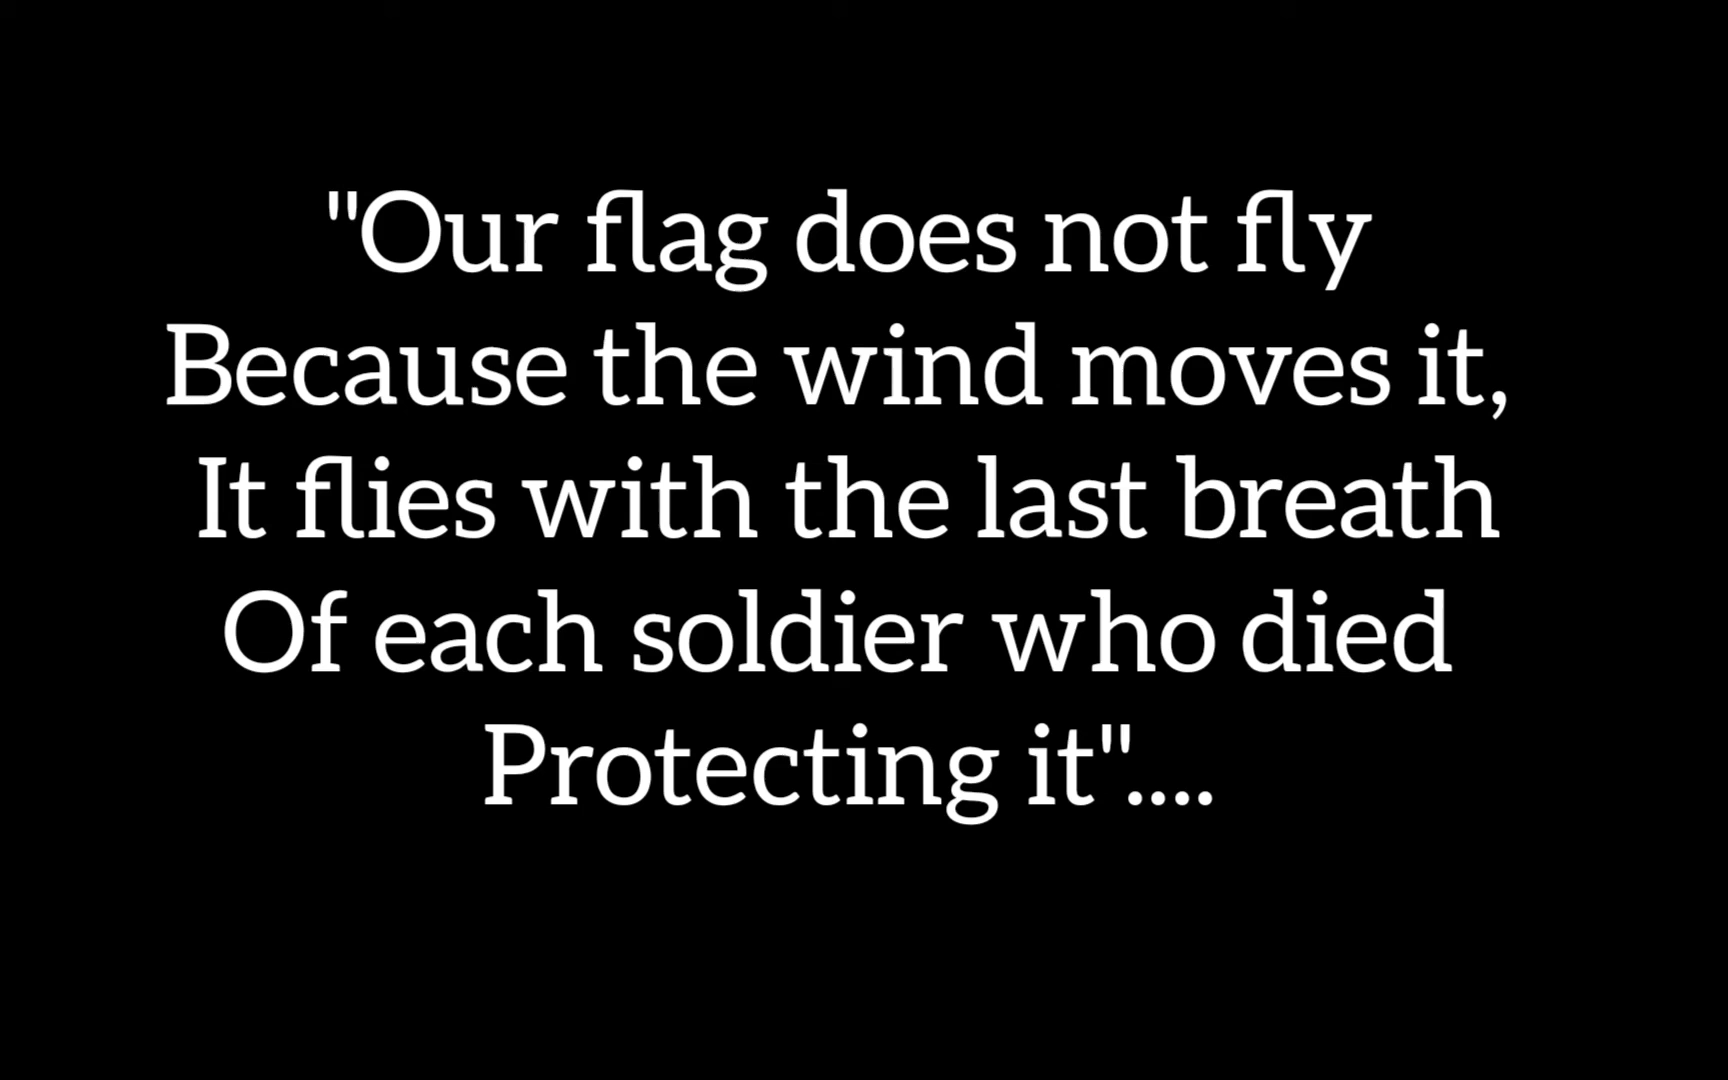 "Our flag does not fly
Because the wind moves it,
It flies with the last breath
Of each soldier who died
Protecting it"....